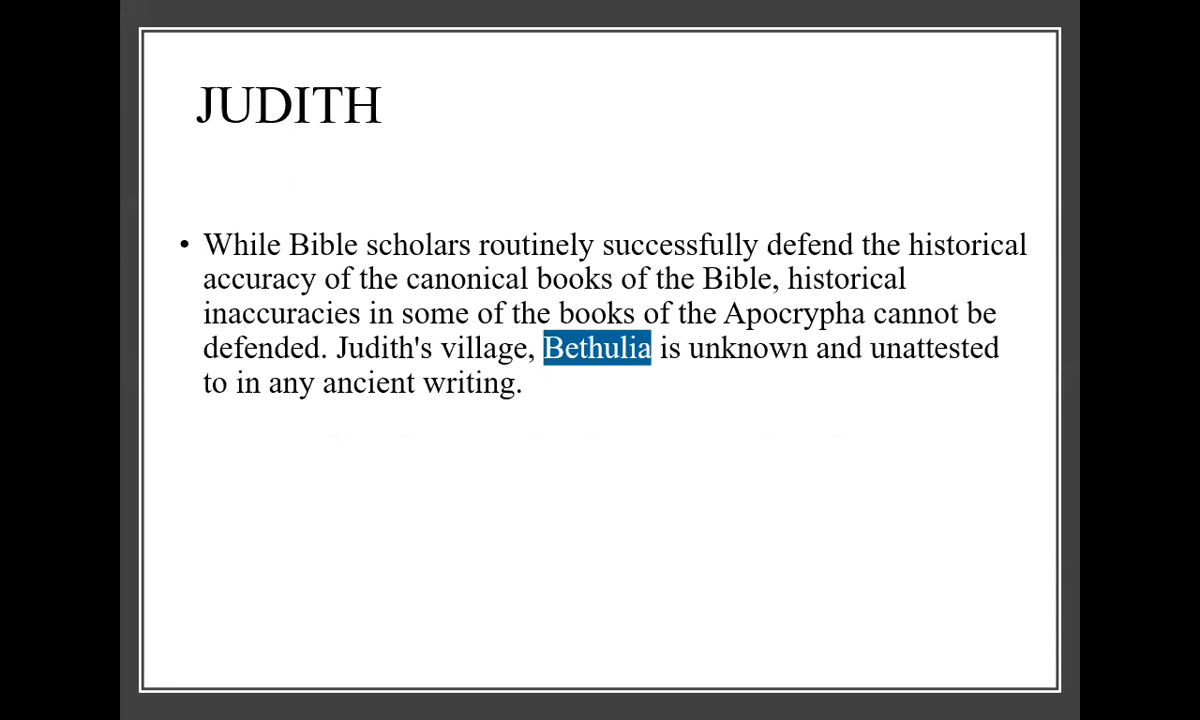 JUDITH
• While Bible scholars routinely successfully defend the historical
accuracy of the canonical books of the Bible, historical
inaccuracies in some of the books of the Apocrypha cannot be
defended. Judith's village, Bethulia is unknown and unattested
to in any ancient writing.